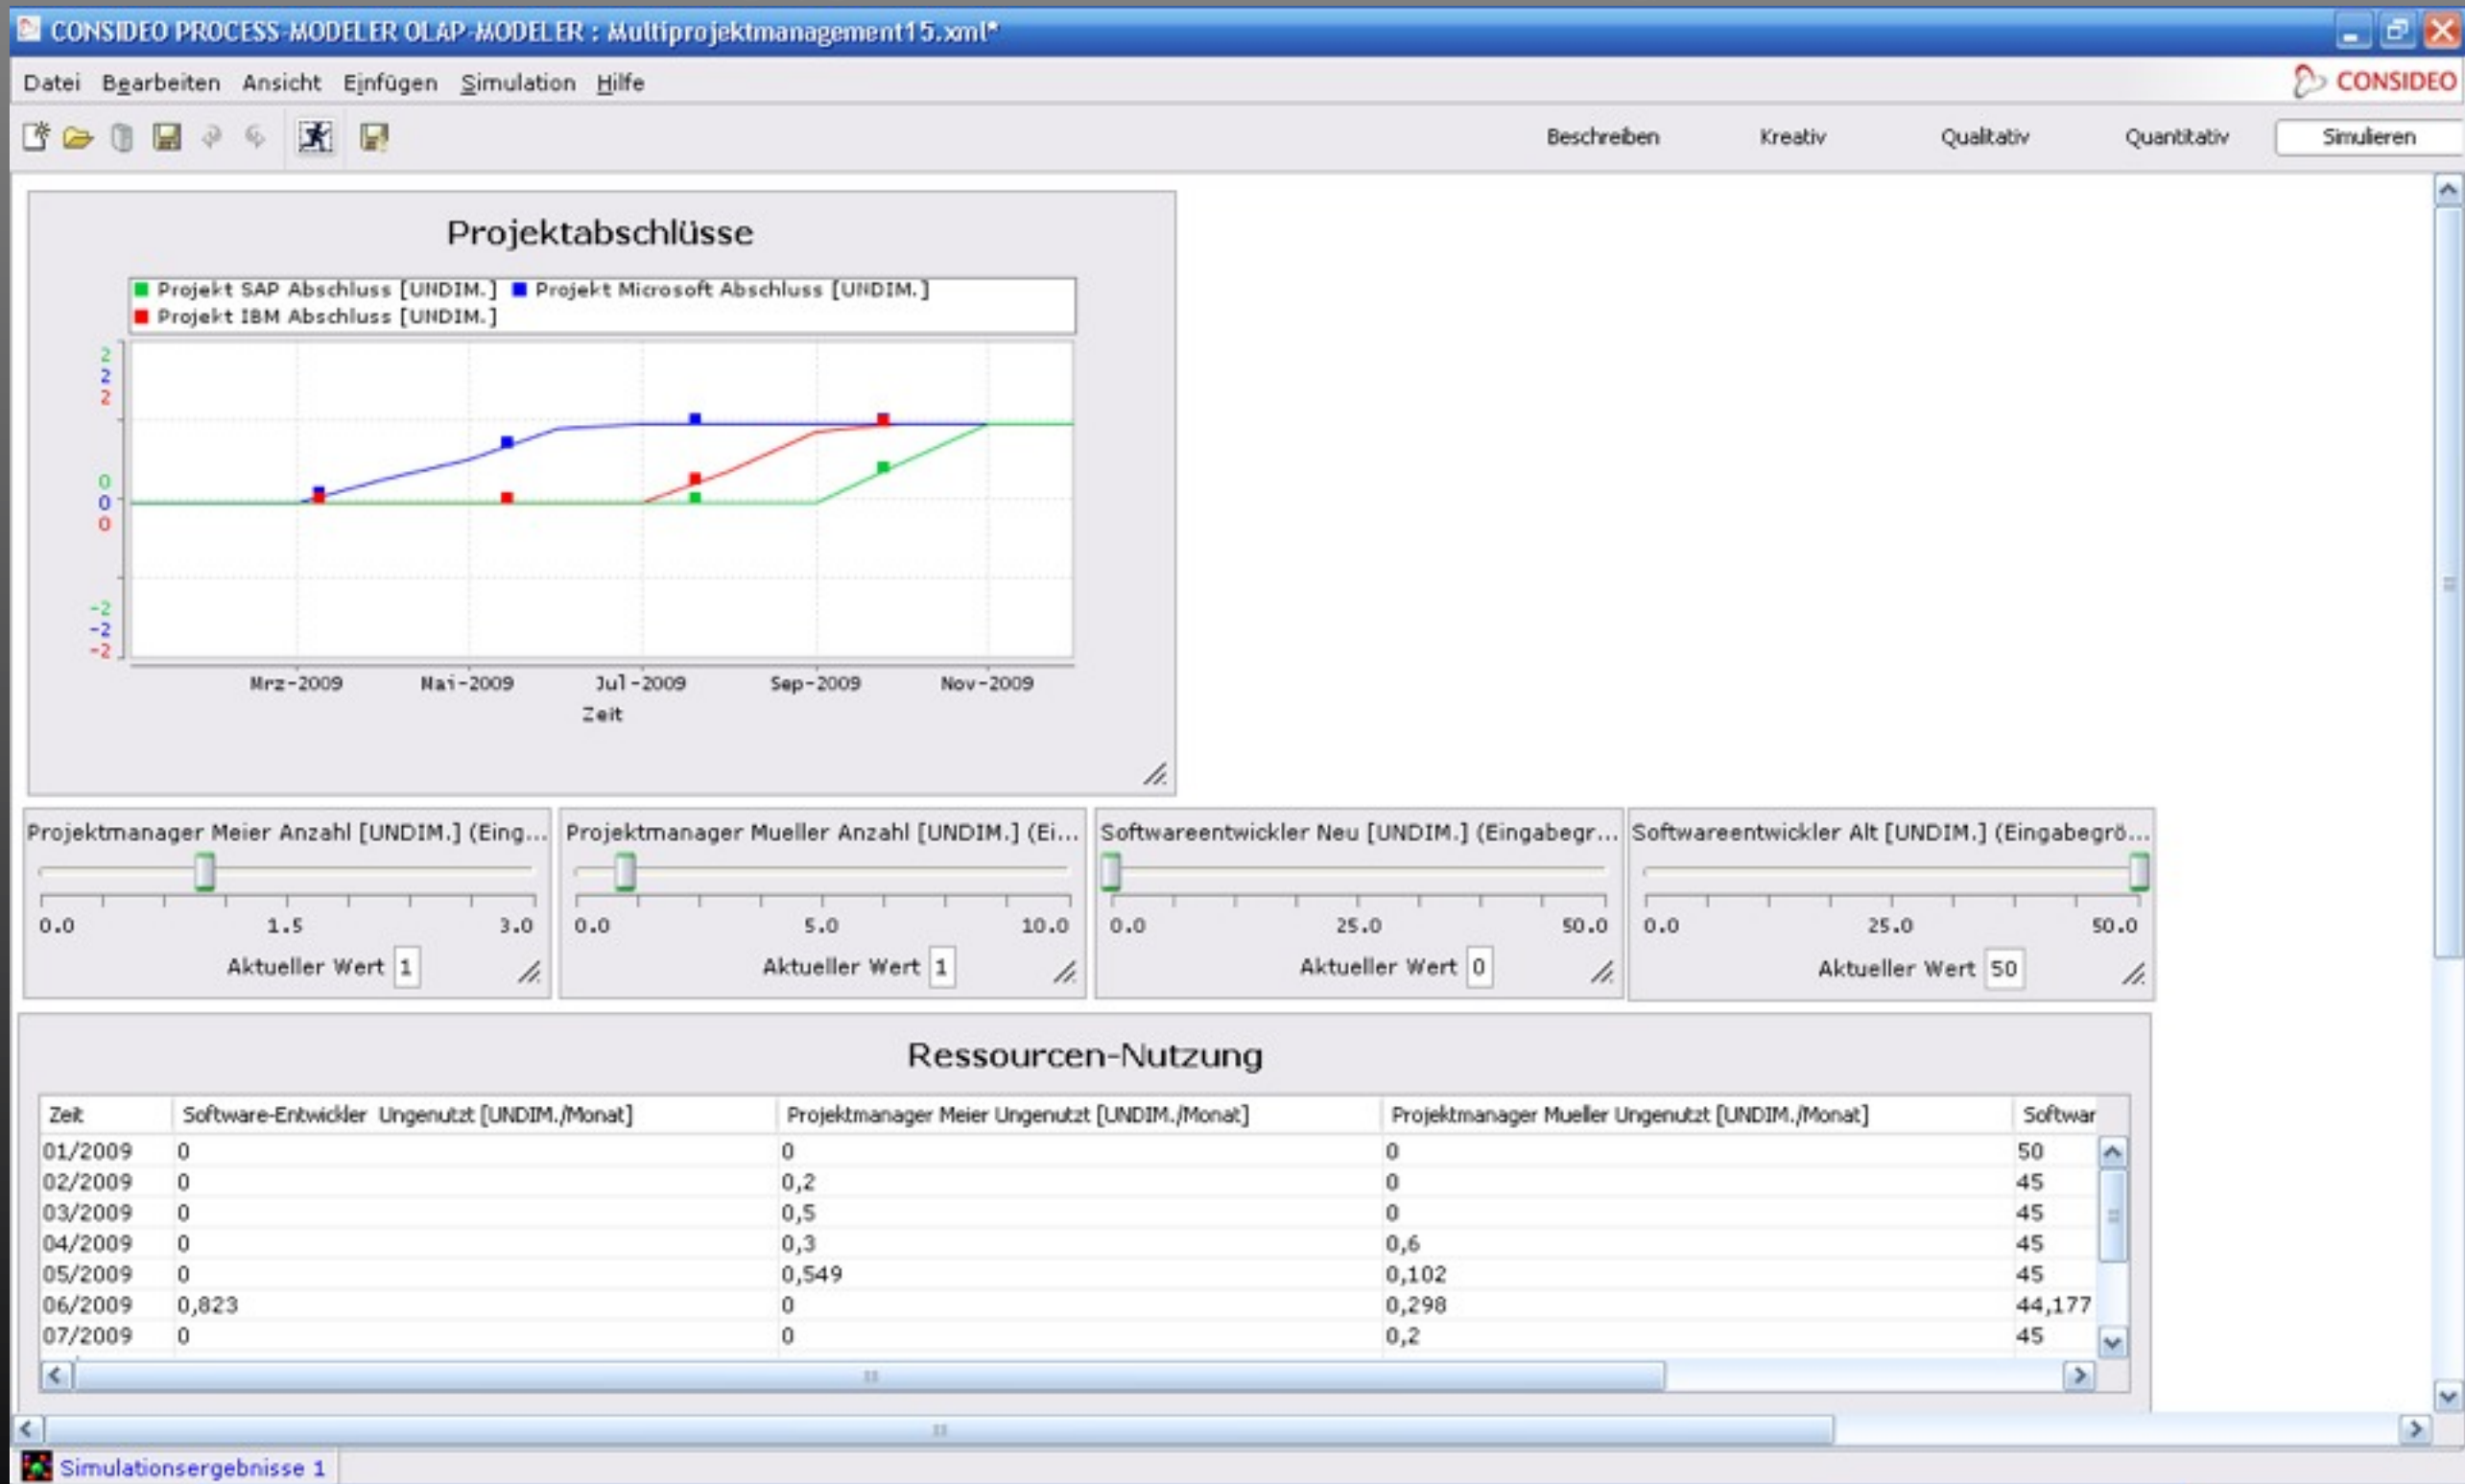 CONSIDEO PROCESS-MODELER OLAP-MODELER : Multiprojektmanagement15.xml*
Datei Bearbeiten Ansicht Einfügen Simulation Hilfe
CONSIDEO
Beschreiben Kreativ Qualitativ Quantitativ Simulieren
Projektabschlüsse
Projekt SAP Abschluss [UNDIM.] Projekt Microsoft Abschluss [UNDIM.]
Projekt IBM Abschluss [UNDIM.]
2
2
2
0
0
0
-2
-2
-2
Mrz-2009 Mai-2009 Jul-2009 Sep-2009 Nov-2009
Zeit
Projektmanager Meier Anzahl [UNDIM.] (Eing...
0.0 1.5 3.0
Aktueller Wert 1
Projektmanager Mueller Anzahl [UNDIM.] (Ei...
0.0 5.0 10.0
Aktueller Wert 1
Softwareentwickler Neu [UNDIM.] (Eingabegr...
0.0 25.0 50.0
Aktueller Wert 0
Softwareentwickler Alt [UNDIM.] (Eingabegrö...
0.0 25.0 50.0
Aktueller Wert 50
Ressourcen-Nutzung
Zeit Software-Entwickler Ungenutzt [UNDIM./Monat] Projektmanager Meier Ungenutzt [UNDIM./Monat] Projektmanager Mueller Ungenutzt [UNDIM./Monat] Softwar
01/2009 0 0 0 50
02/2009 0 0,2 0 45
03/2009 0 0,5 0 45
04/2009 0 0,3 0,6 45
05/2009 0 0,549 0,102 45
06/2009 0,823 0 0,298 44,177
07/2009 0 0 0,2 45
Simulationsergebnisse 1